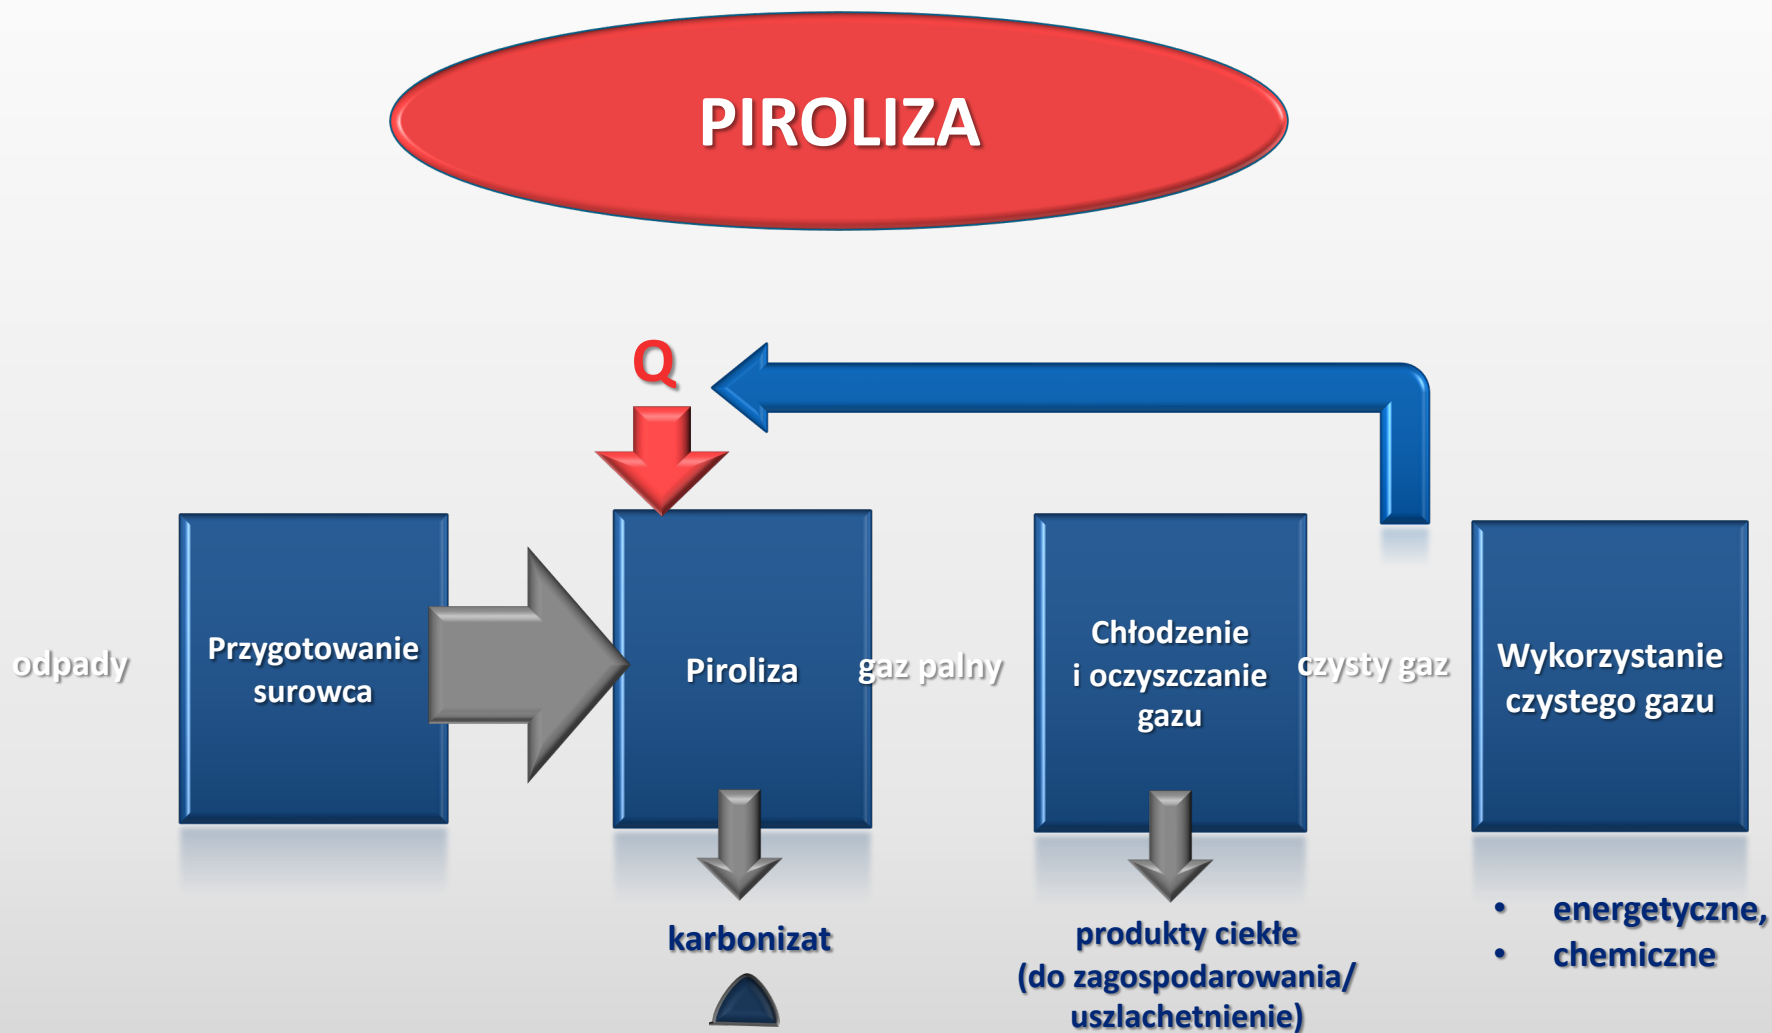 PIROLIZA
Q
odpady
Przygotowanie
surowca
Piroliza
gaz palny
Chłodzenie
i oczyszczanie
gazu
czysty gaz
Wykorzystanie
czystego gazu
karbonizat
produkty ciekłe
(do zagospodarowania/
uszlachetnienie)
• energetyczne,
• chemiczne